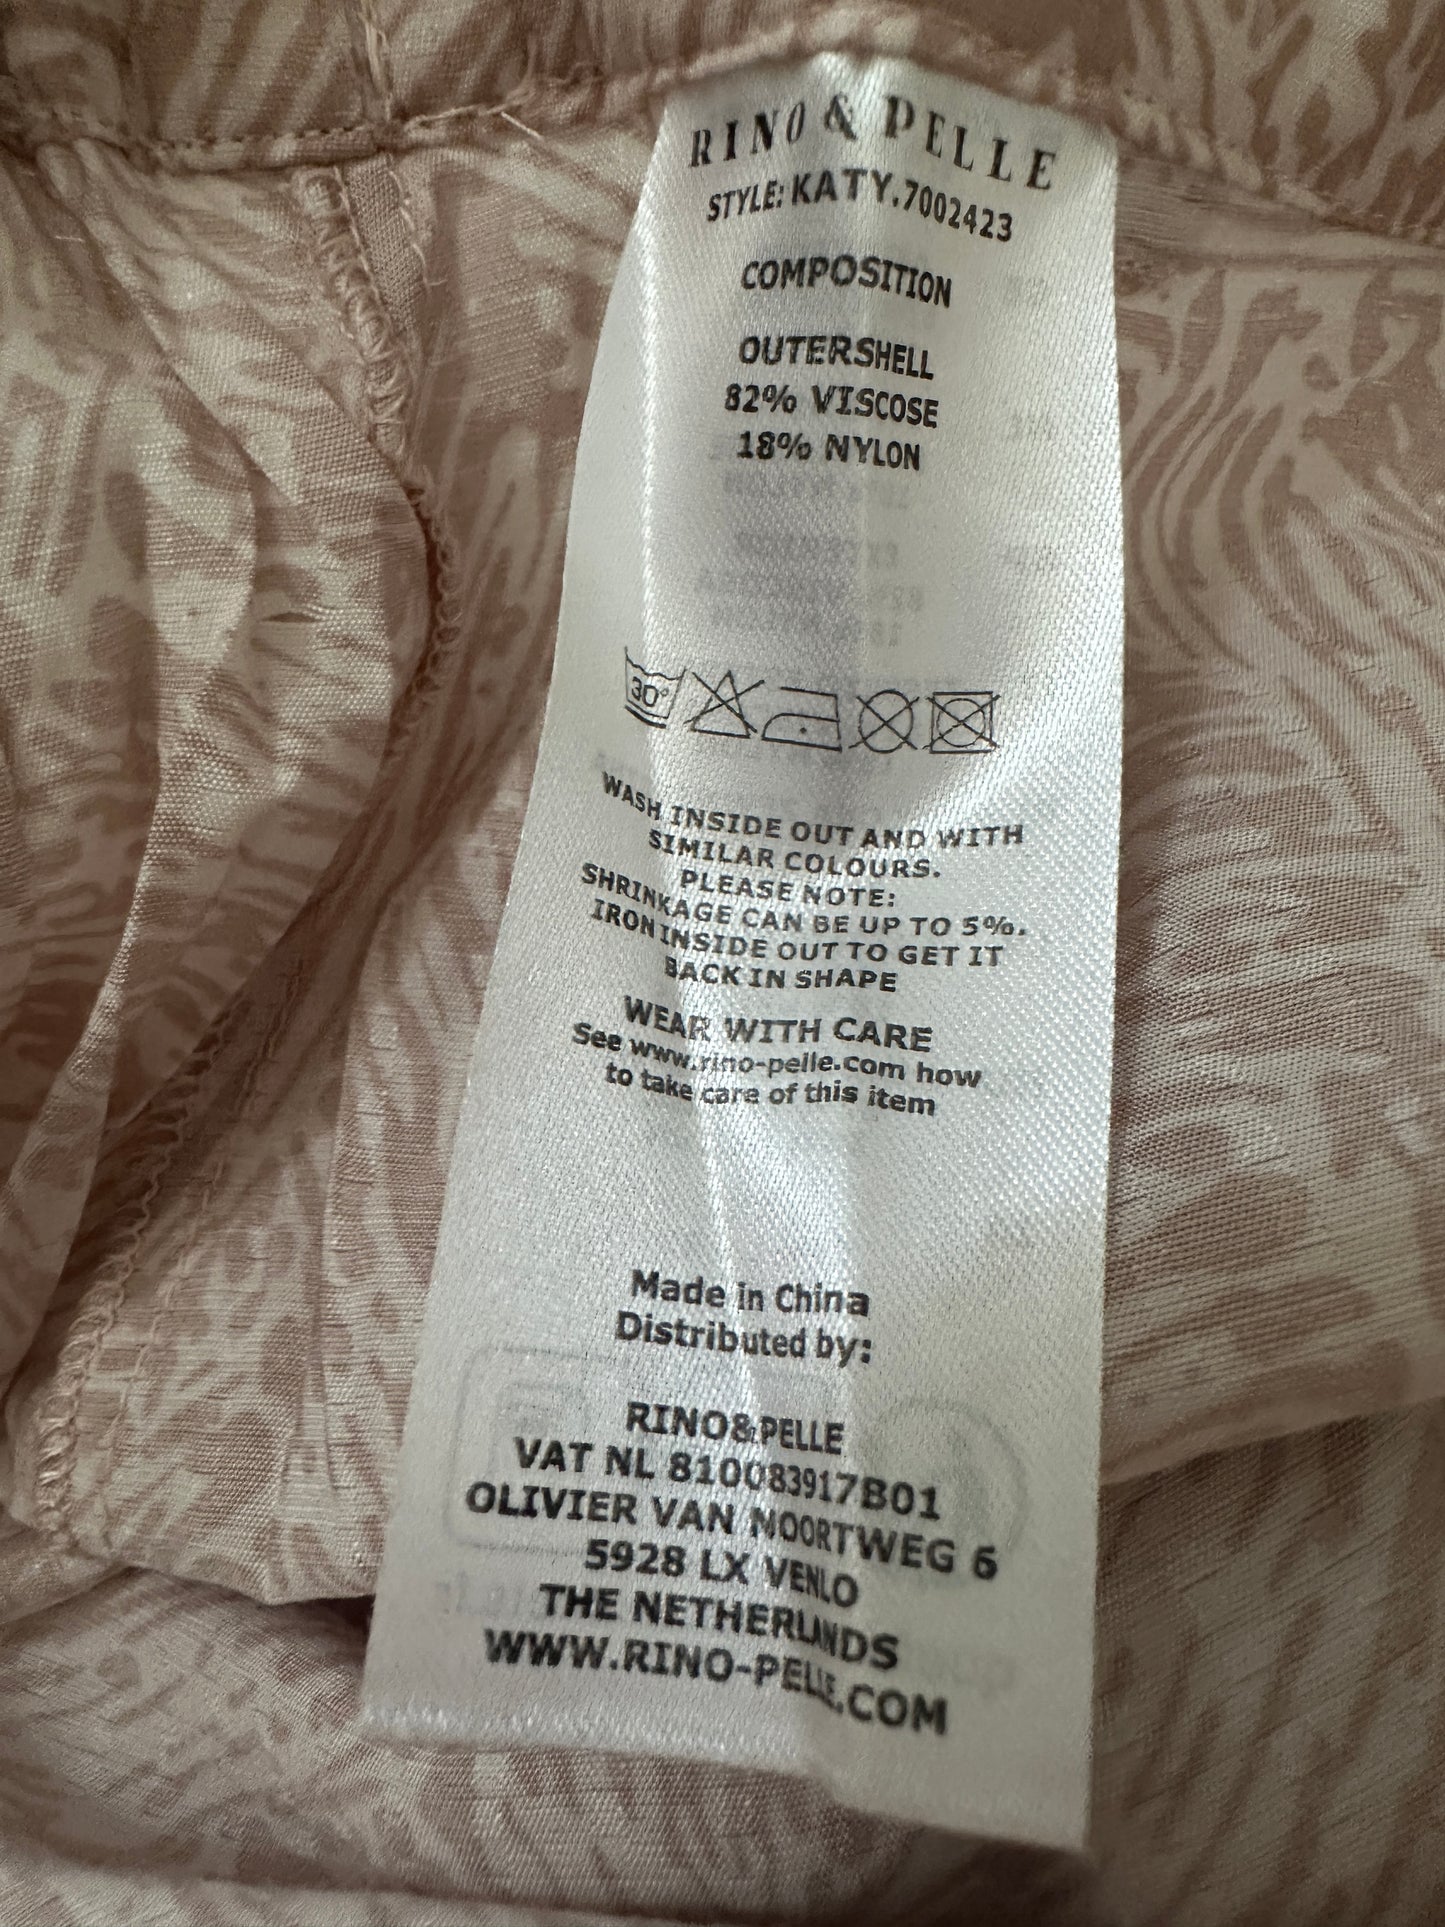 RINO & PELLE
STYLE: KATY.7002423
COMPOSITION
OUTERSHELL
82% VISCOSE
18% NYLON
30°
WASH INSIDE OUT AND WITH
SIMILAR COLOURS.
PLEASE NOTE:
SHRINKAGE CAN BE UP TO 5%.
IRON INSIDE OUT TO GET IT
BACK IN SHAPE
WEAR WITH CARE
See www.rino-pelle.com how
to take care of this item
Made in China
Distributed by:
RINO&PELLE
VAT NL 810083917B01
OLIVIER VAN NOORTWEG 6
5928 LX VENLO
THE NETHERLANDS
WWW.RINO-PELLE.COM